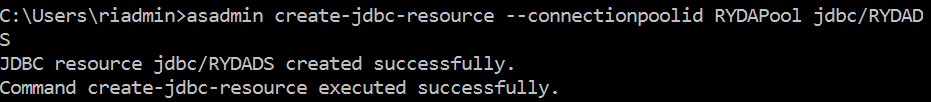 C:\Users\riadmin>asadmin create-jdbc-resource --connectionpoolid RYDAPool jdbc/RYDAD
S
JDBC resource jdbc/RYDADS created successfully.
Command create-jdbc-resource executed successfully.